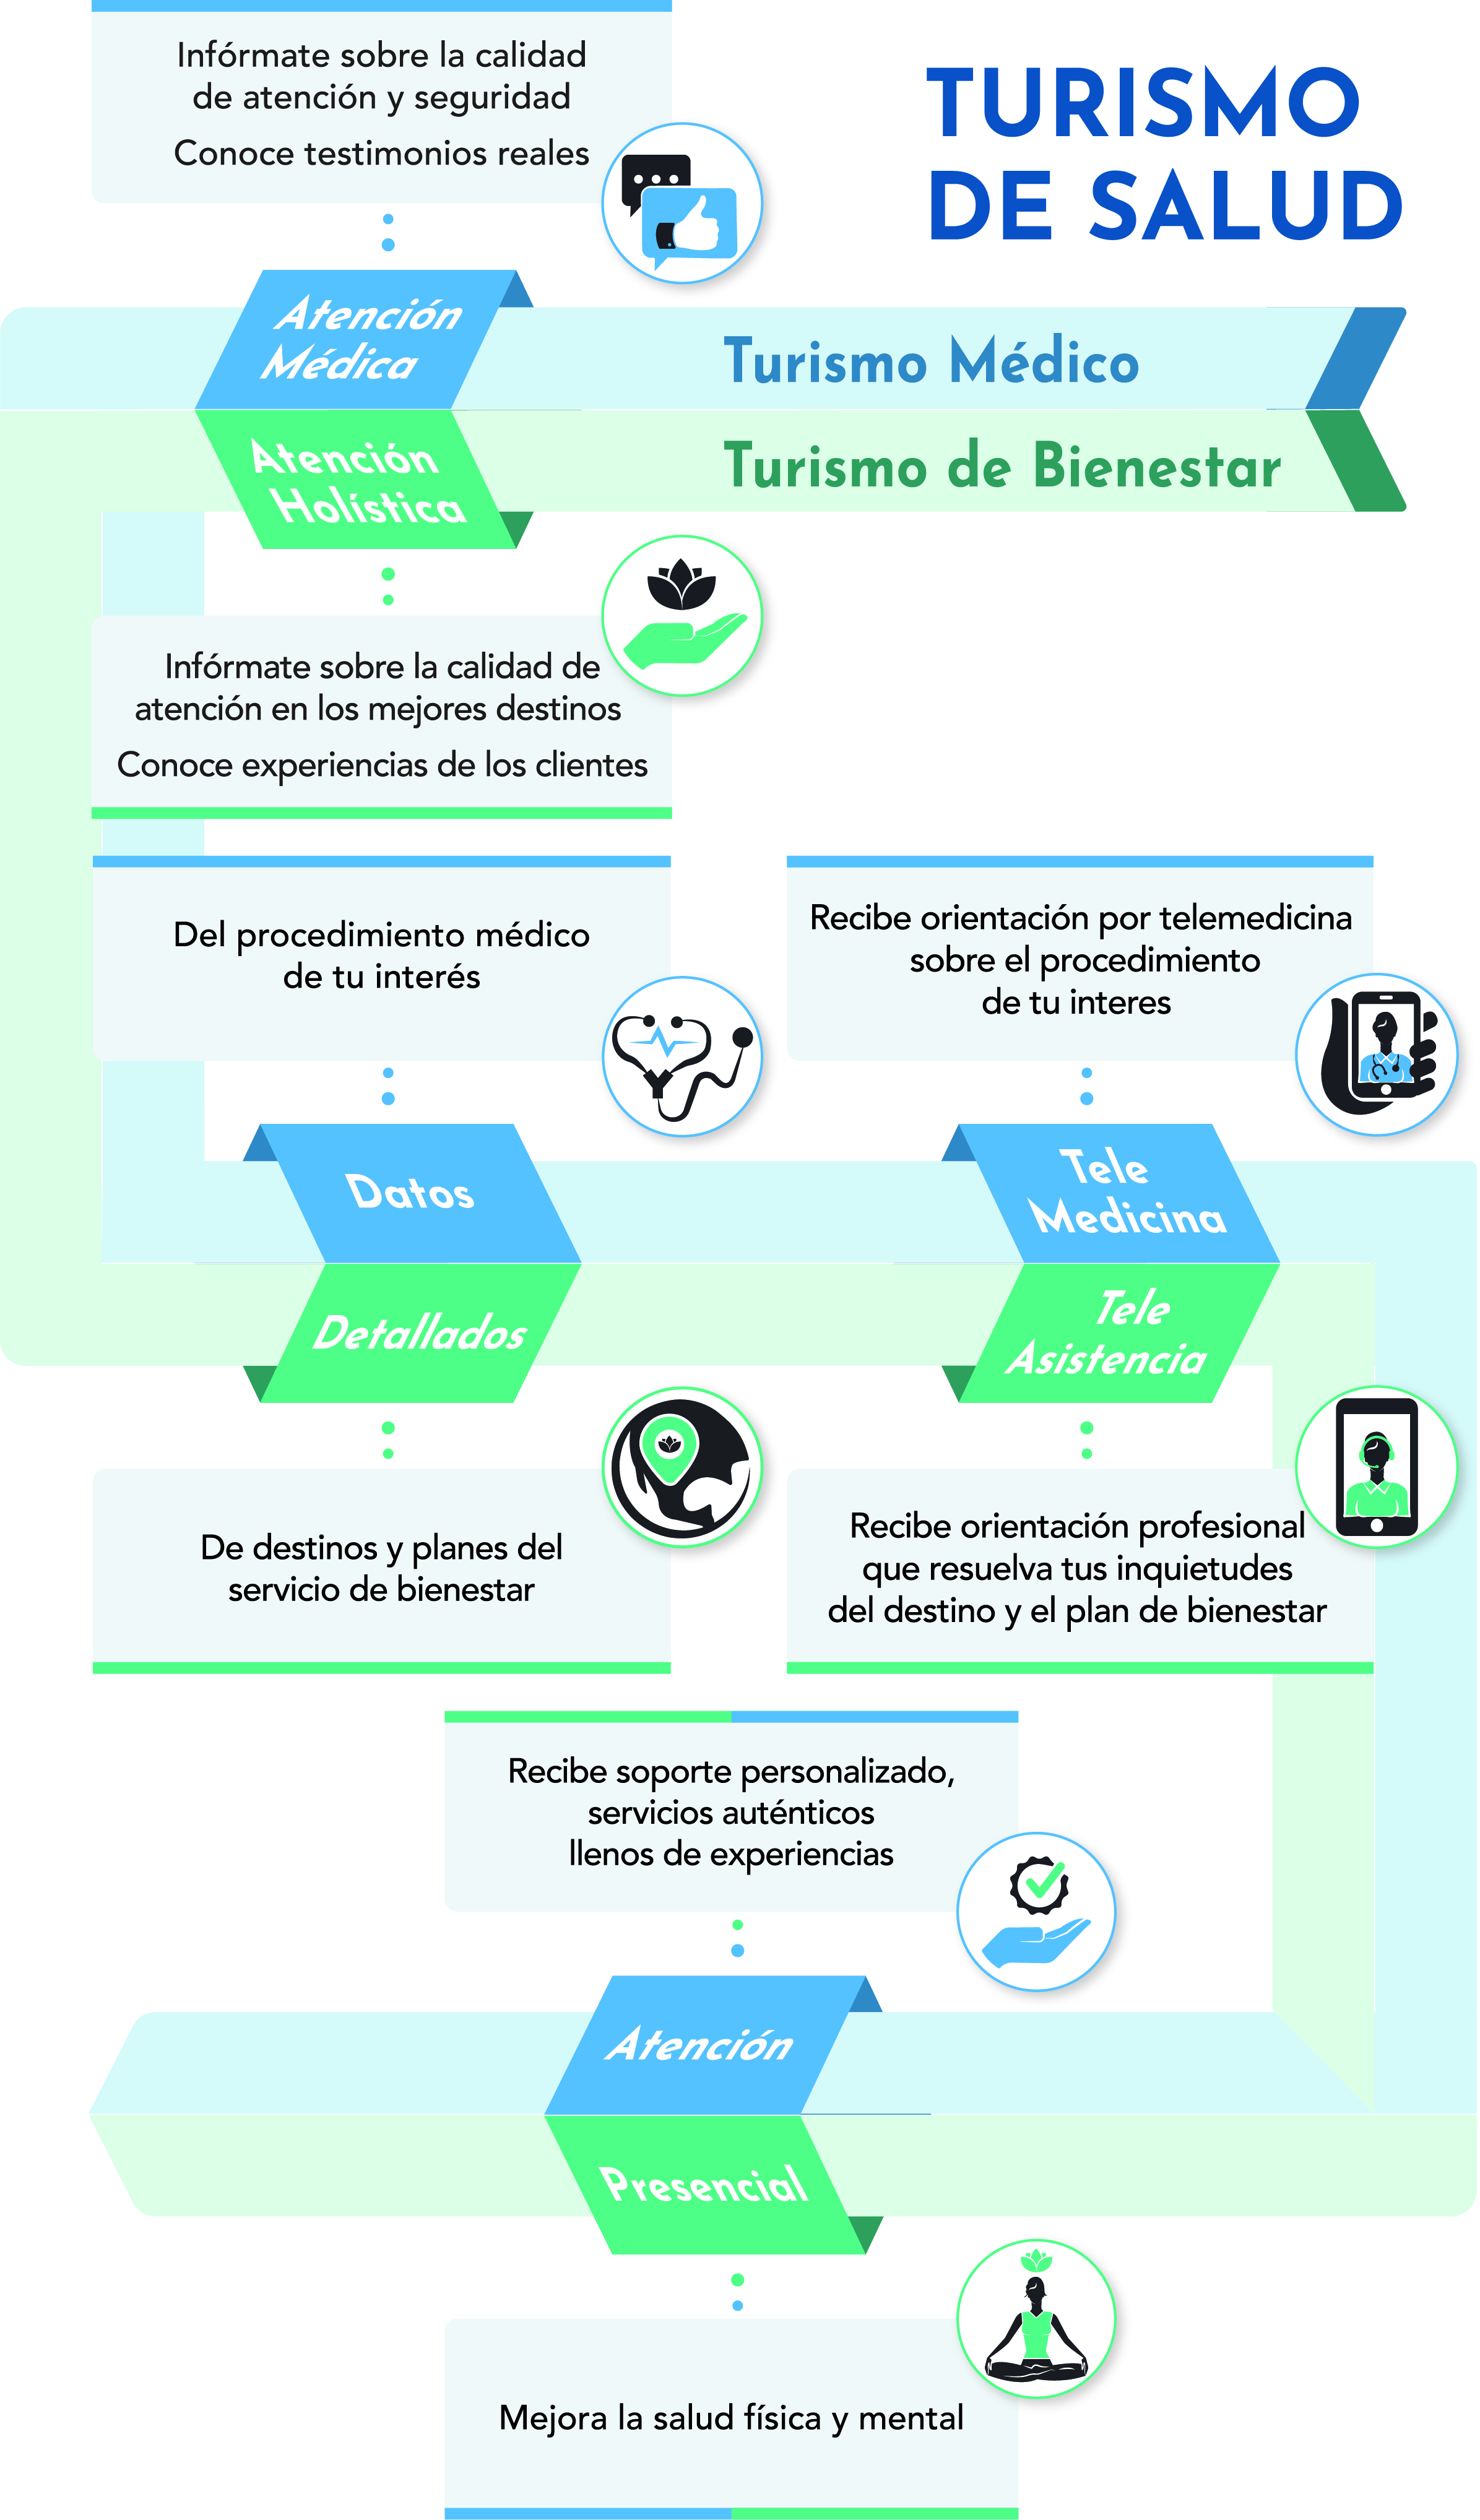 TURISMO
DE SALUD
Infórmate sobre la calidad
de atención y seguridad
Conoce testimonios reales
Atención
Médica
Turismo Médico
Atención
Holística
Turismo de Bienestar
Infórmate sobre la calidad de
atención en los mejores destinos
Conoce experiencias de los clientes
Del procedimiento médico
de tu interés
Recibe orientación por telemedicina
sobre el procedimiento
de tu interes
Datos
Tele
Medicina
Detallados
Tele
Asistencia
De destinos y planes del
servicio de bienestar
Recibe orientación profesional
que resuelva tus inquietudes
del destino y el plan de bienestar
Recibe soporte personalizado,
servicios auténticos
llenos de experiencias
Atención
Presencial
Mejora la salud física y mental